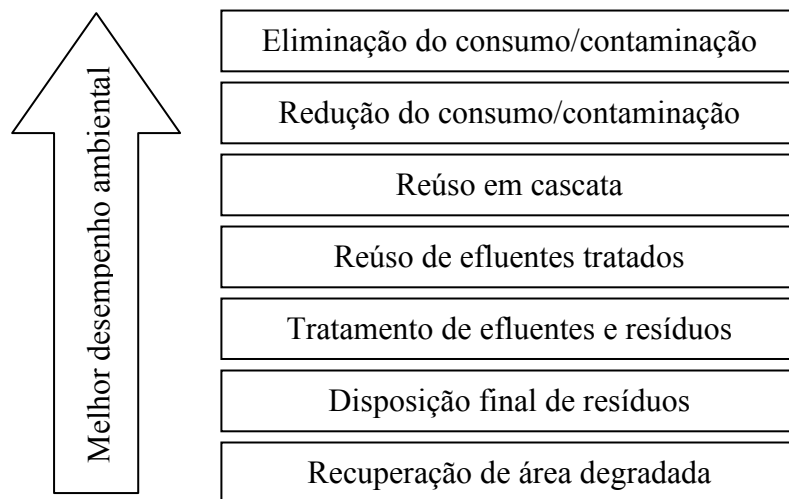 Melhor desempenho ambiental
Eliminação do consumo/contaminação
Redução do consumo/contaminação
Reúso em cascata
Reúso de efluentes tratados
Tratamento de efluentes e resíduos
Disposição final de resíduos
Recuperação de área degradada